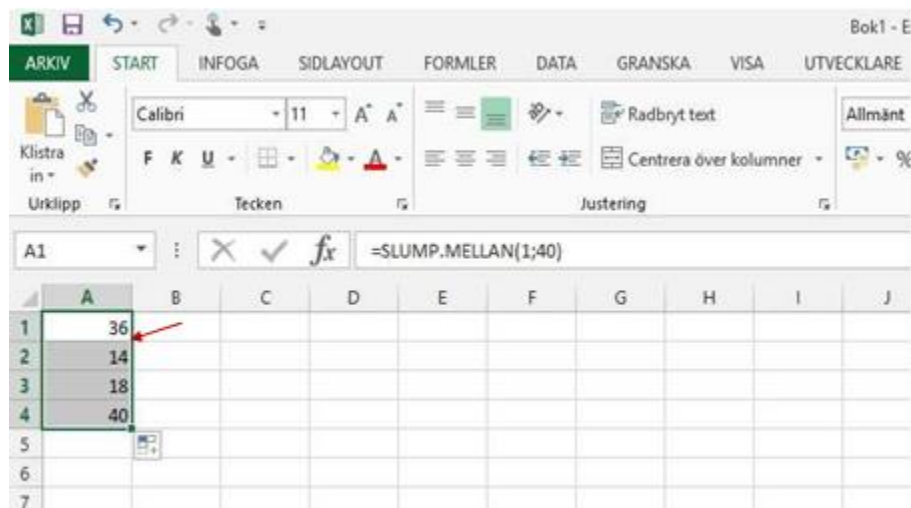 Bok1 - E
ARKIV START INFOGA SIDLAYOUT FORMLER DATA GRANSKA VISA UTVECKLARE
Calibri 11 A A Radbryt text Allmänt
Klistra in
F K U A Centrera över kolumner %
Urklipp Tecken Justering
A1 fx =SLUMP.MELLAN(1;40)
A B C D E F G H I J
1 36
2 14
3 18
4 40
5
6
7